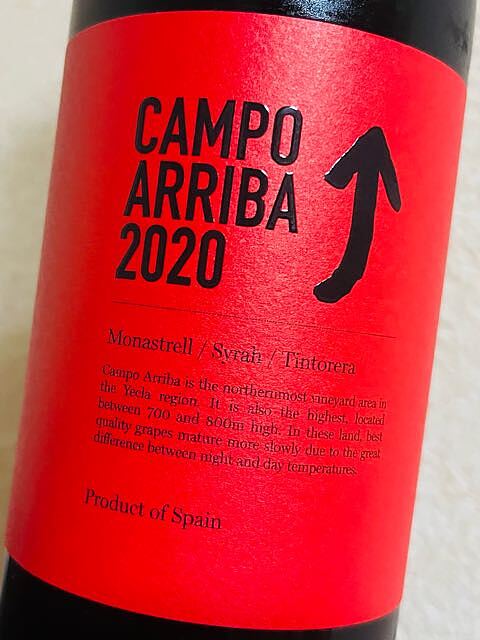 CAMPO
ARRIBA
2020
Monastrell / Syrah / Tintorera
Campo Arriba is the northernmost vineyard area in
the Yecla region. It is also the highest, located
between 700 and 800m high. In these land, best
quality grapes mature more slowly due to the great
difference between night and day temperatures.
Product of Spain